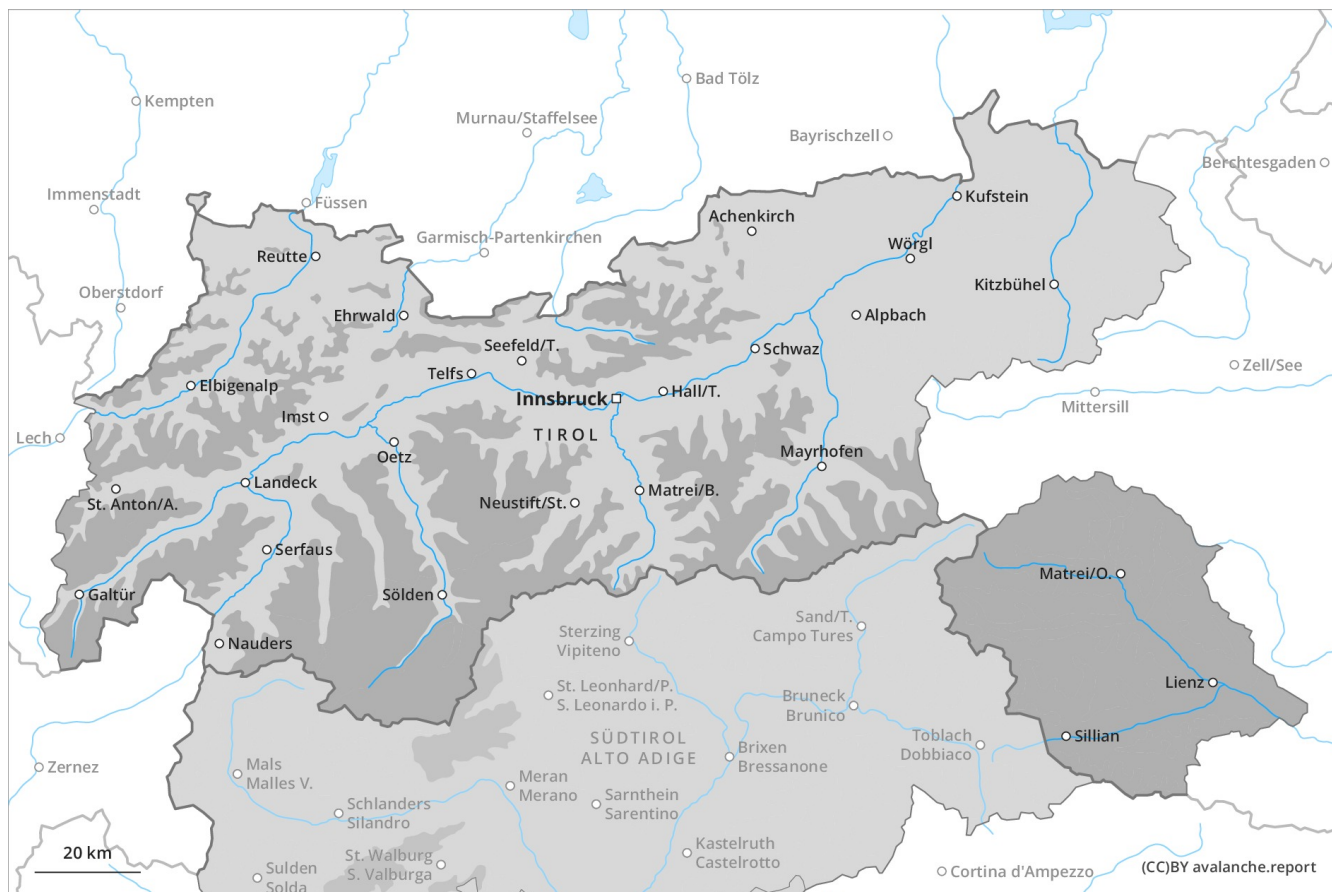 Bad Tölz
Kempten
Murnau/Staffelsee
Bayrischzell
Berchtesgaden
Immenstadt
Füssen
Kufstein
Achenkirch
Garmisch-Partenkirchen
Wörgl
Reutte
Kitzbühel
Oberstdorf
Ehrwald
Alpbach
Seefeld/T.
Schwaz
Zell/See
Telfs
Elbigenalp
Hall/T.
Innsbruck
Mittersill
Imst
TIROL
Lech
Oetz
Mayrhofen
Landeck
Matrei/B.
St. Anton/A.
Neustift/St.
Serfaus
Matrei/O.
Galtür
Sölden
Sand/T.
Campo Tures
Sterzing
Vipiteno
Nauders
Lienz
St. Leonhard/P.
S. Leonardo i. P.
Bruneck
Brunico
Sillian
Toblach
Dobbiaco
SÜDTIROL
ALTO ADIGE
Brixen
Bressanone
Zernez
Mals
Malles V.
Meran
Merano
Schlanders
Silandro
Sarnthein
Sarentino
Kastelruth
Castelrotto
20 km
St. Walburg
S. Valburga
Sulden
Solda
Cortina d'Ampezzo
(CC)BY avalanche.report